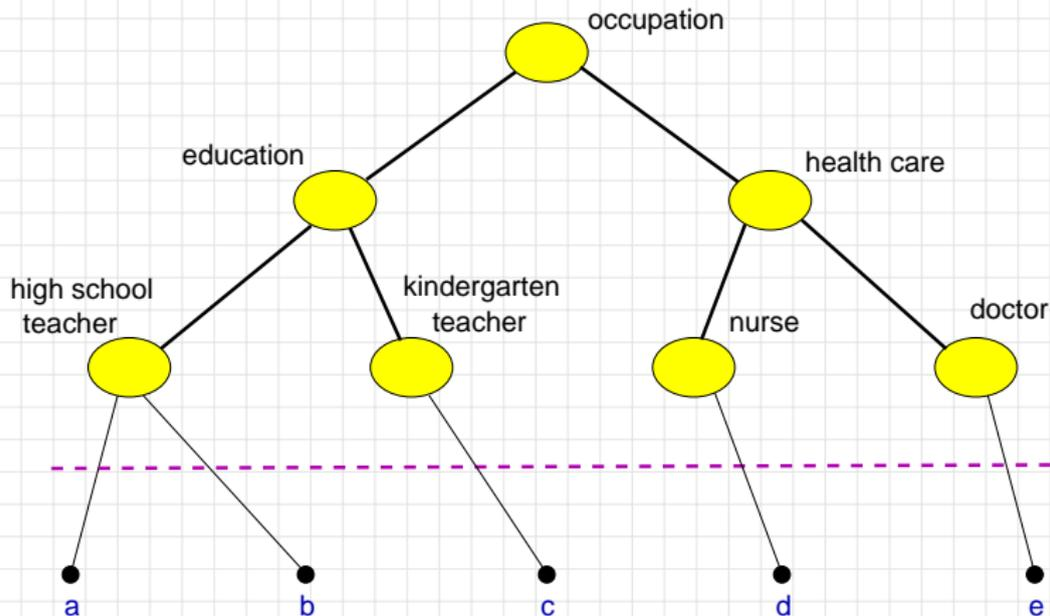 occupation
education
health care
high school
teacher
kindergarten
teacher
nurse
doctor
a
b
c
d
e